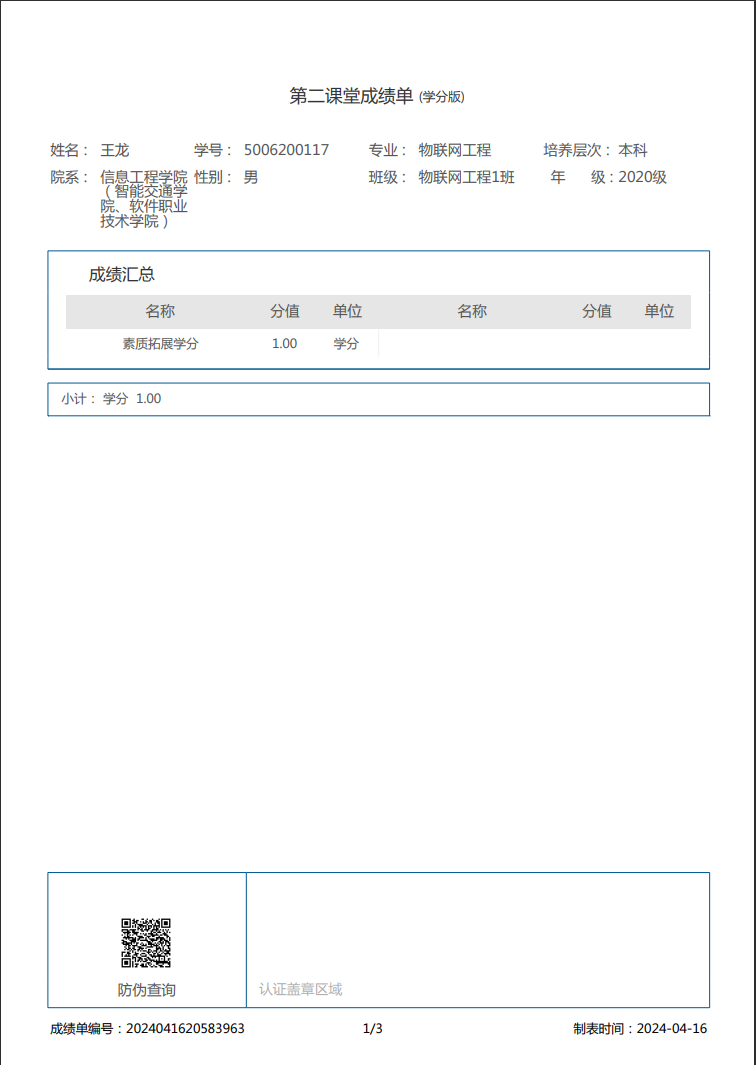 第二课堂成绩单 (学分版)
姓名： 王龙 学号： 5006200117 专业： 物联网工程 培养层次：本科
院系： 信息工程学院 性别： 男 班级： 物联网工程1班 年 级：2020级
（智能交通学
院、软件职业
技术学院）
成绩汇总
名称 分值 单位 名称 分值 单位
素质拓展学分 1.00 学分
小计： 学分 1.00
防伪查询 认证盖章区域
成绩单编号：2024041620583963 1/3 制表时间：2024-04-16